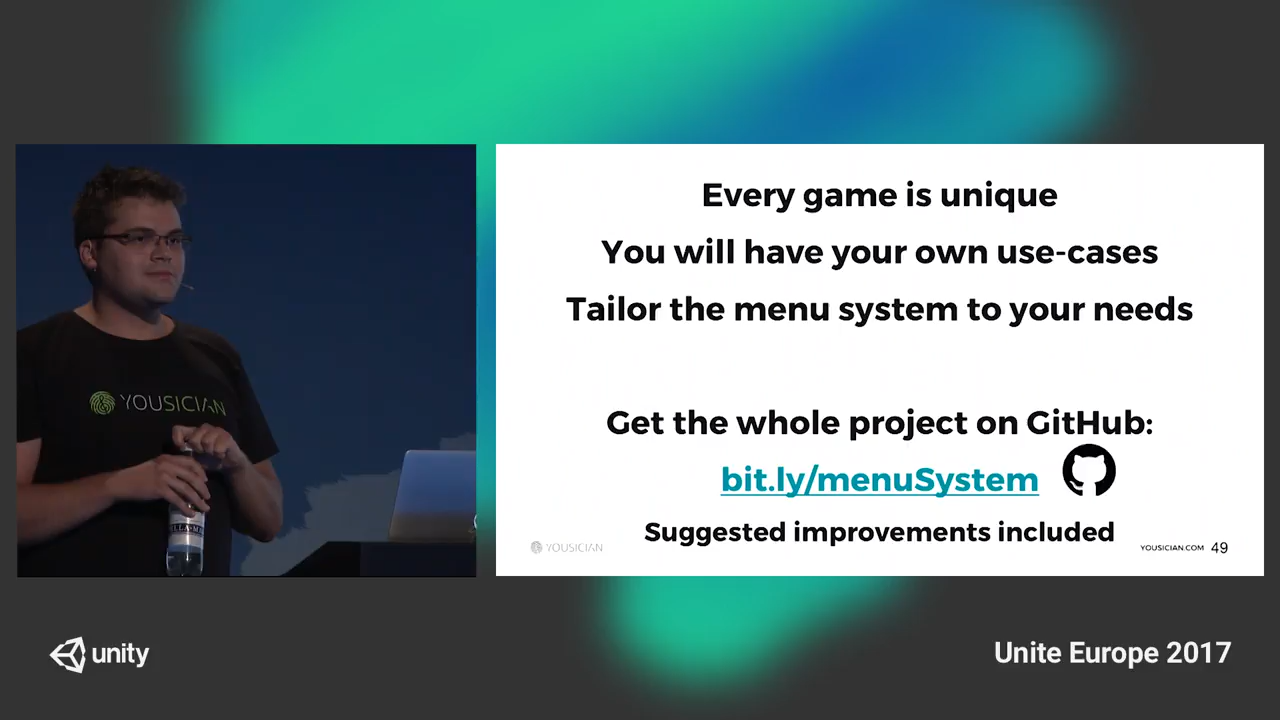 YOUSICIAN
Every game is unique
You will have your own use-cases
Tailor the menu system to your needs
Get the whole project on GitHub:
bit.ly/menuSystem
Suggested improvements included
YOUSICIAN
YOUSICIAN.COM 49
unity
Unite Europe 2017